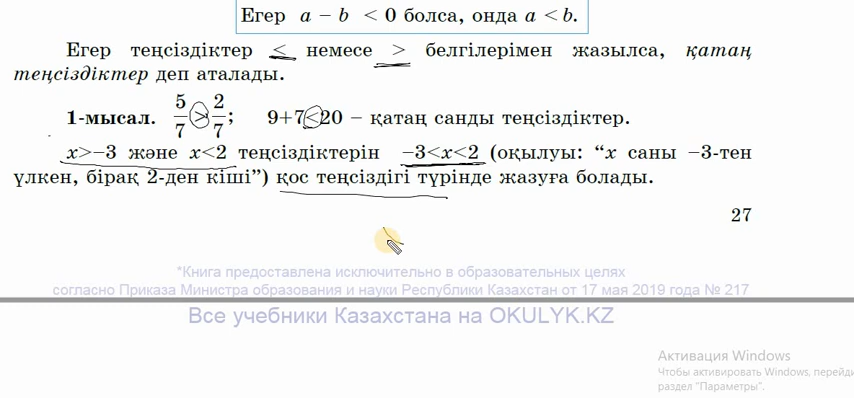 Егер a − b < 0 болса, онда a < b.
Егер теңсіздіктер < немесе > белгілерімен жазылса, қатаң
теңсіздіктер деп аталады.
1-мысал. 5/7 > 2/7; 9+7<20 – қатаң санды теңсіздіктер.
x>−3 және x<2 теңсіздіктерін −3<x<2 (оқылуы: “x саны −3-тен
үлкен, бірақ 2-ден кіші”) қос теңсіздігі түрінде жазуға болады.
27
*Книга предоставлена исключительно в образовательных целях
согласно Приказа Министра образования и науки Республики Казахстан от 17 мая 2019 года № 217
Все учебники Казахстана на OKULYK.KZ
Активация Windows
Чтобы активировать Windows, перейди
раздел "Параметры".